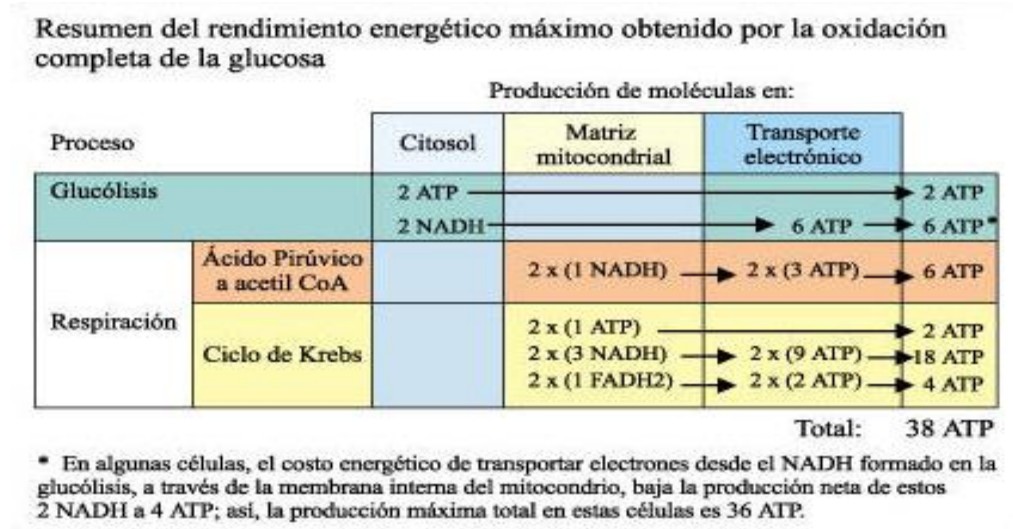 Resumen del rendimiento energético máximo obtenido por la oxidación
completa de la glucosa
Producción de moléculas en:
Proceso
Citosol
Matriz
mitocondrial
Transporte
electrónico
Glucólisis
2 ATP
2 ATP
2 NADH
6 ATP
6 ATP*
Respiración
Ácido Pirúvico
a acetil CoA
2 x (1 NADH)
2 x (3 ATP)
6 ATP
Ciclo de Krebs
2 x (1 ATP)
2 ATP
2 x (3 NADH)
2 x (9 ATP)
18 ATP
2 x (1 FADH2)
2 x (2 ATP)
4 ATP
Total: 38 ATP
* En algunas células, el costo energético de transportar electrones desde el NADH formado en la
glucólisis, a través de la membrana interna del mitocondrio, baja la producción neta de estos
2 NADH a 4 ATP; así, la producción máxima total en estas células es 36 ATP.